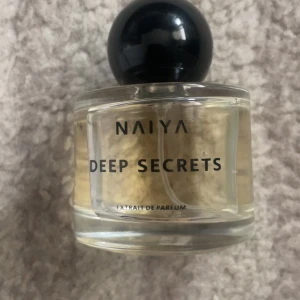 NAIYA
DEEP SECRETS
EXTRAIT DE PARFUM